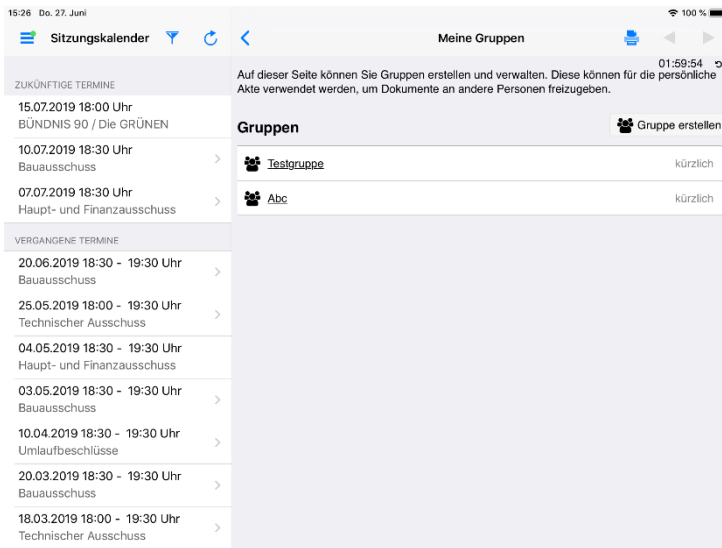 15:26 Do. 27. Juni
100 %
Sitzungskalender
Meine Gruppen
ZUKÜNFTIGE TERMINE
15.07.2019 18:00 Uhr
BÜNDNIS 90 / Die GRÜNEN
10.07.2019 18:30 Uhr
Bauausschuss
07.07.2019 18:30 Uhr
Haupt- und Finanzausschuss
VERGANGENE TERMINE
20.06.2019 18:30 - 19:30 Uhr
Bauausschuss
25.05.2019 18:00 - 19:30 Uhr
Technischer Ausschuss
04.05.2019 18:30 - 19:30 Uhr
Haupt- und Finanzausschuss
03.05.2019 18:30 - 19:30 Uhr
Bauausschuss
10.04.2019 18:30 - 19:30 Uhr
Umlaufbeschlüsse
20.03.2019 18:30 - 19:30 Uhr
Bauausschuss
18.03.2019 18:00 - 19:30 Uhr
Technischer Ausschuss
01:59:54
Auf dieser Seite können Sie Gruppen erstellen und verwalten. Diese können für die persönliche
Akte verwendet werden, um Dokumente an andere Personen freizugeben.
Gruppen
Gruppe erstellen
Testgruppe
kürzlich
Abc
kürzlich